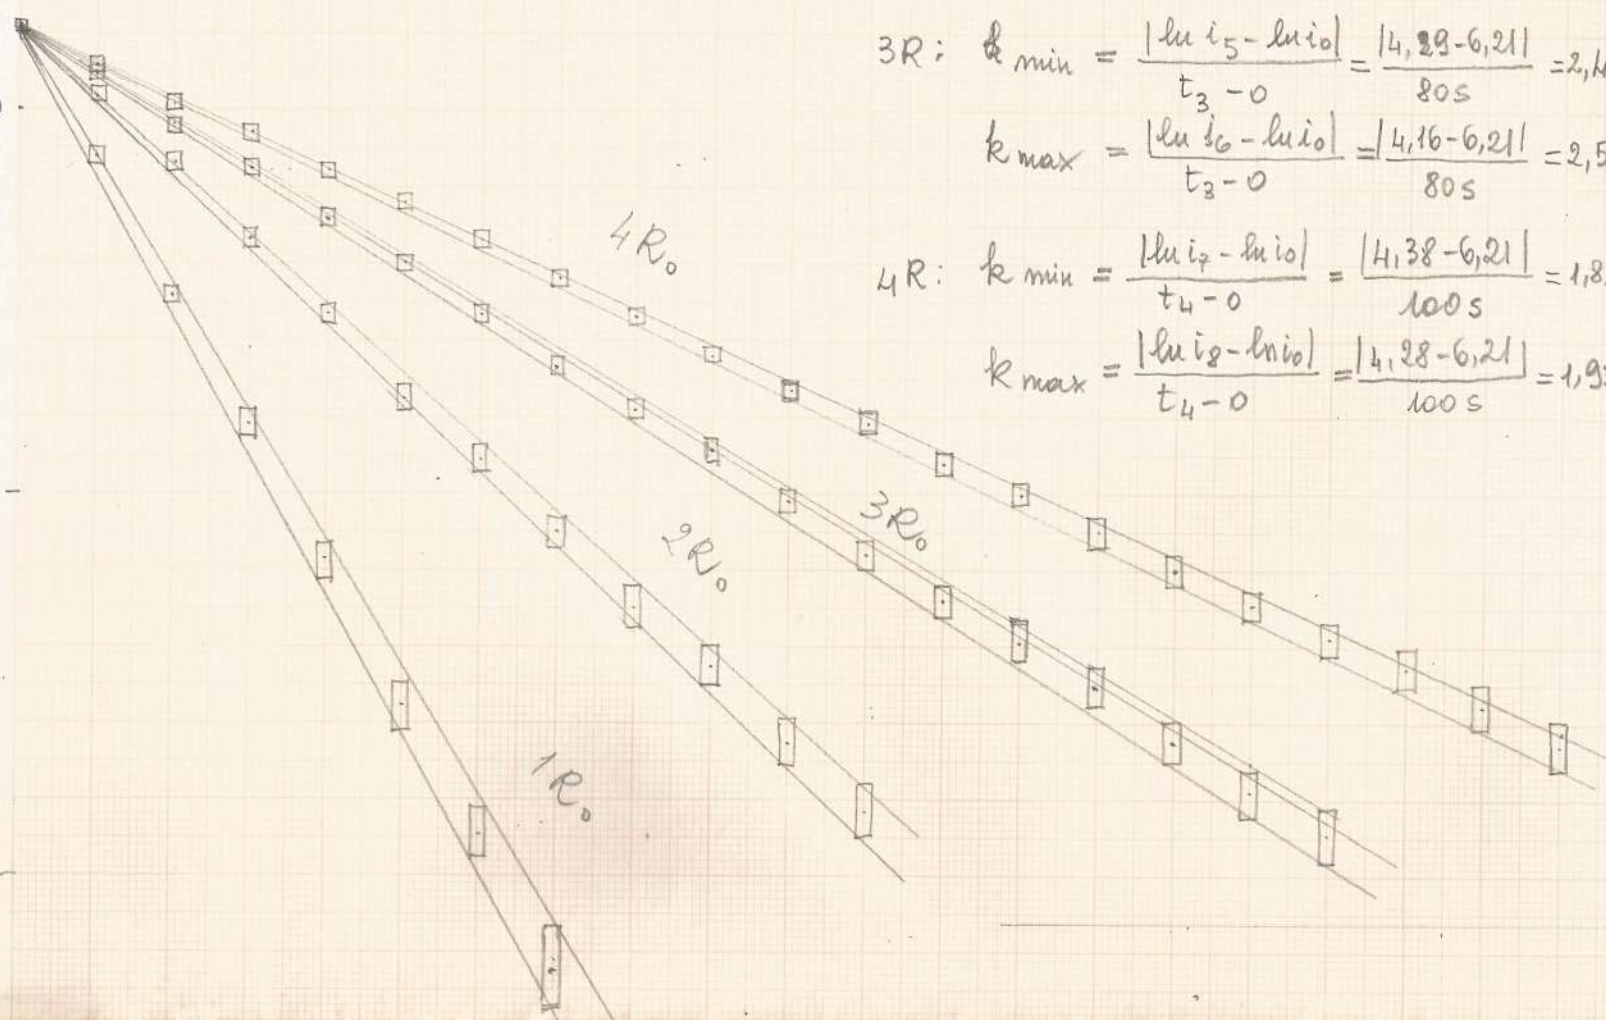 3R: k min = |ln i5 - ln i0| / t3 - 0 = |4,29-6,21| / 80s = 2,4
k max = |ln i6 - ln i0| / t3 - 0 = |4,16-6,21| / 80s = 2,5
4R: k min = |ln i7 - ln i0| / t4 - 0 = |4,38-6,21| / 100s = 1,8
k max = |ln i8 - ln i0| / t4 - 0 = |4,28-6,21| / 100s = 1,93
4R₀
3R₀
2R₀
1R₀